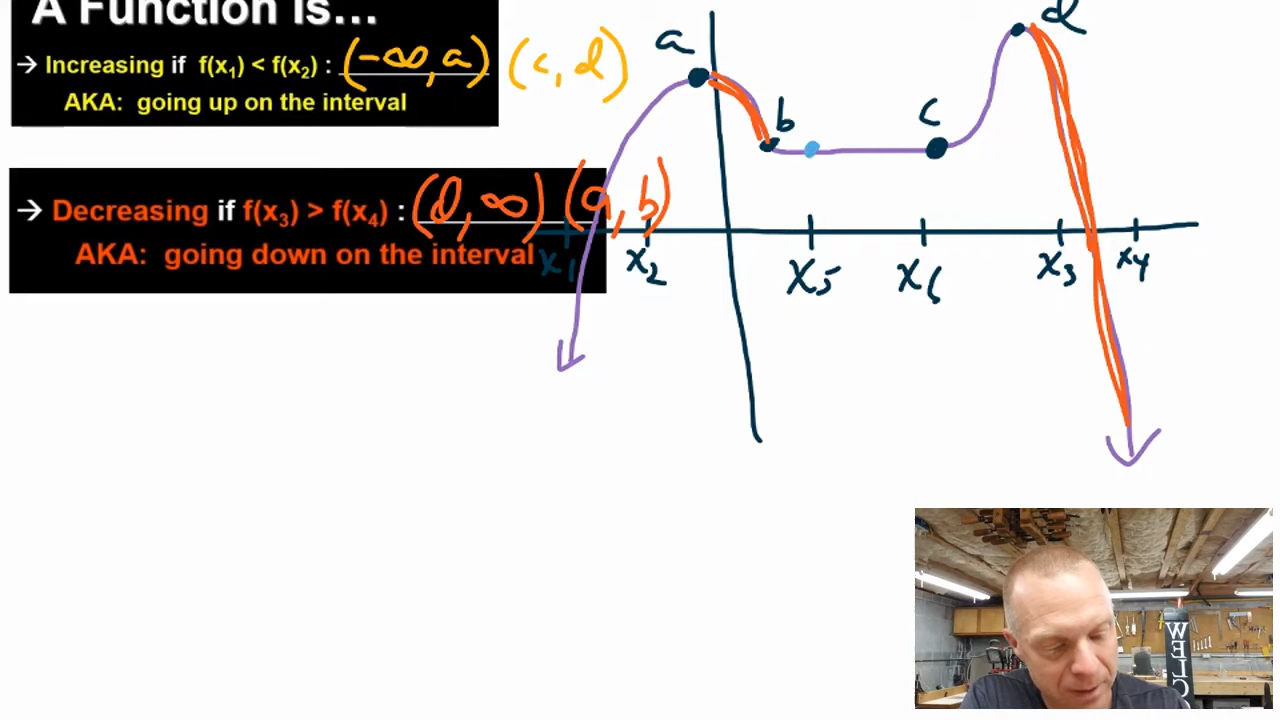 A Function is…
→ Increasing if f(x₁) < f(x₂) : (-∞, a) (c, d)
AKA: going up on the interval
→ Decreasing if f(x₃) > f(x₄) : (d, ∞) (a, b)
AKA: going down on the interval
a
b
c
d
x₁ x₂ x₅ x₆ x₃ x₄
WELC